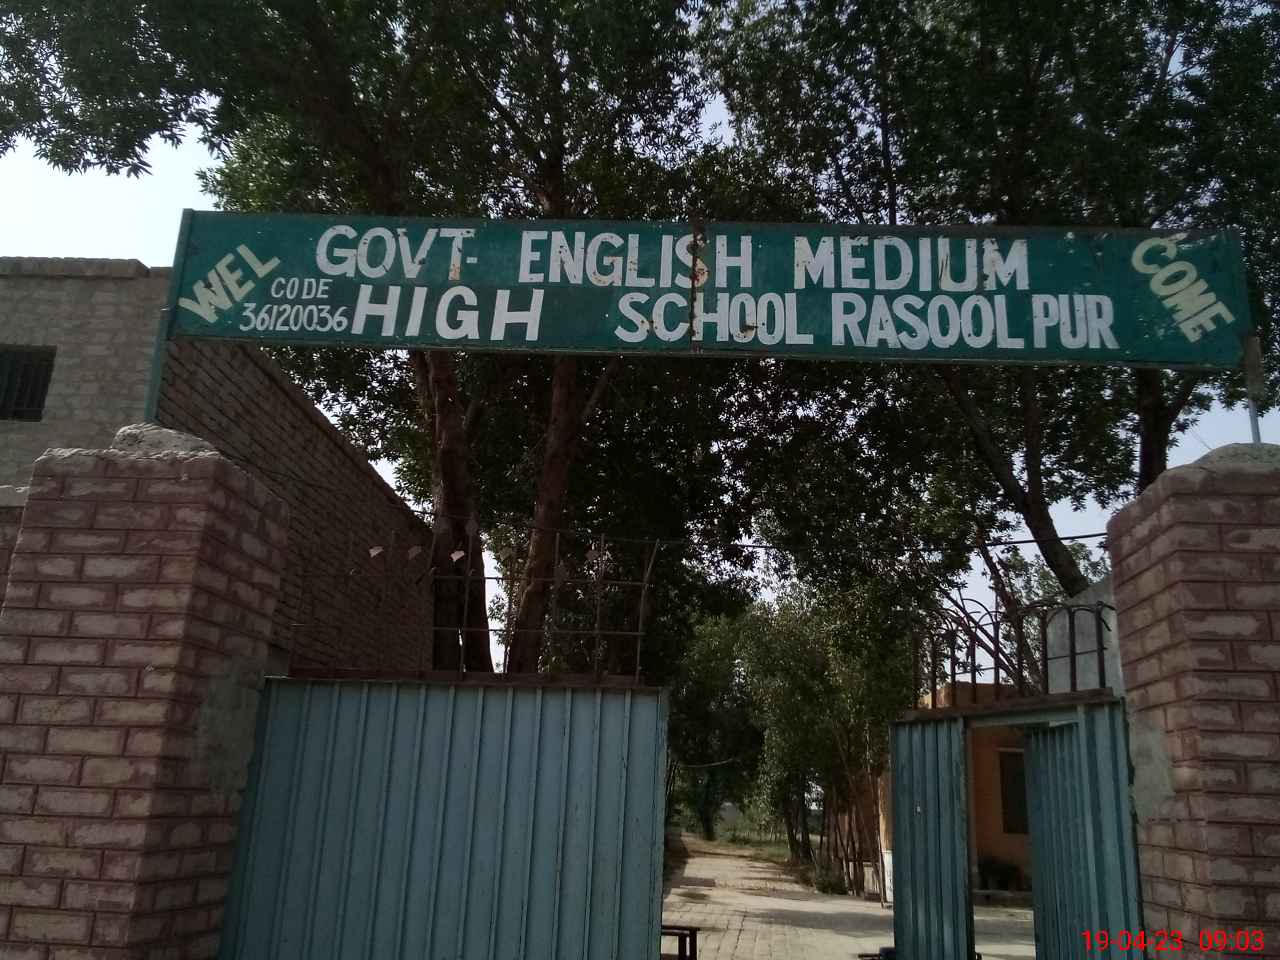 WEL COME
GOVT- ENGLISH MEDIUM
CODE
36120036
HIGH SCHOOL RASOOL PUR
19-04-23 09:03